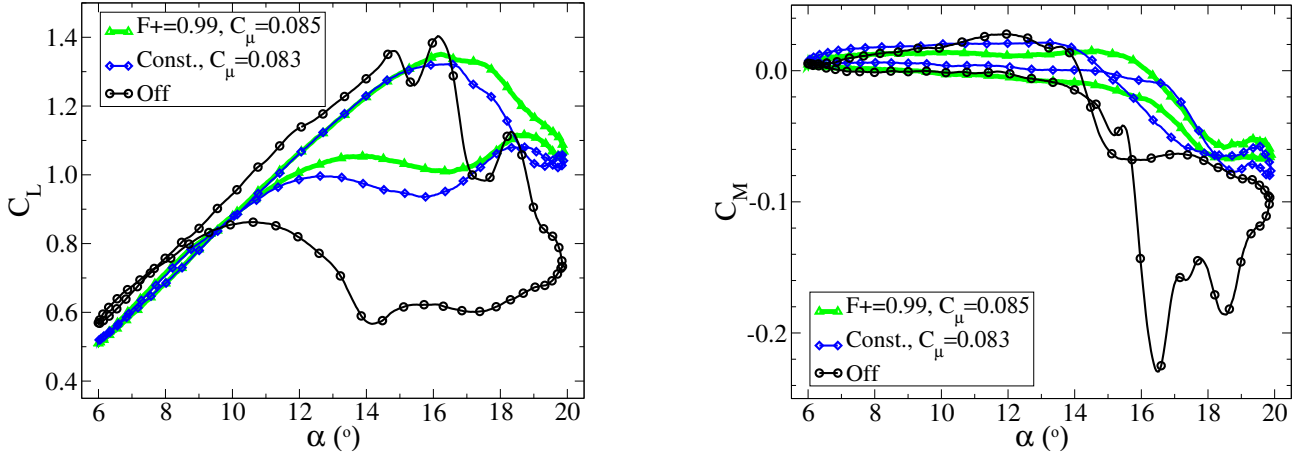 F+=0.99, Cμ=0.085
Const., Cμ=0.083
Off
1.4
1.2
1.0
0.8
0.6
0.4
CL
6 8 10 12 14 16 18 20
α (°)
0.0
-0.1
-0.2
CM
F+=0.99, Cμ=0.085
Const., Cμ=0.083
Off
6 8 10 12 14 16 18 20
α (°)